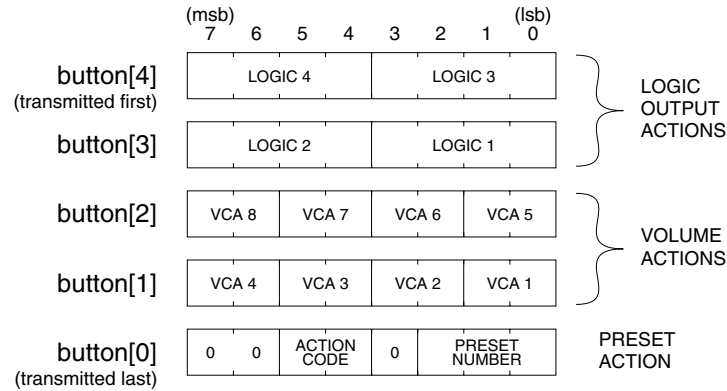 (msb) (lsb)
7 6 5 4 3 2 1 0
button[4] LOGIC 4 LOGIC 3
(transmitted first)
button[3] LOGIC 2 LOGIC 1
LOGIC
OUTPUT
ACTIONS
button[2] VCA 8 VCA 7 VCA 6 VCA 5
button[1] VCA 4 VCA 3 VCA 2 VCA 1
VOLUME
ACTIONS
button[0] 0 0 ACTION CODE 0 PRESET NUMBER
(transmitted last)
PRESET
ACTION